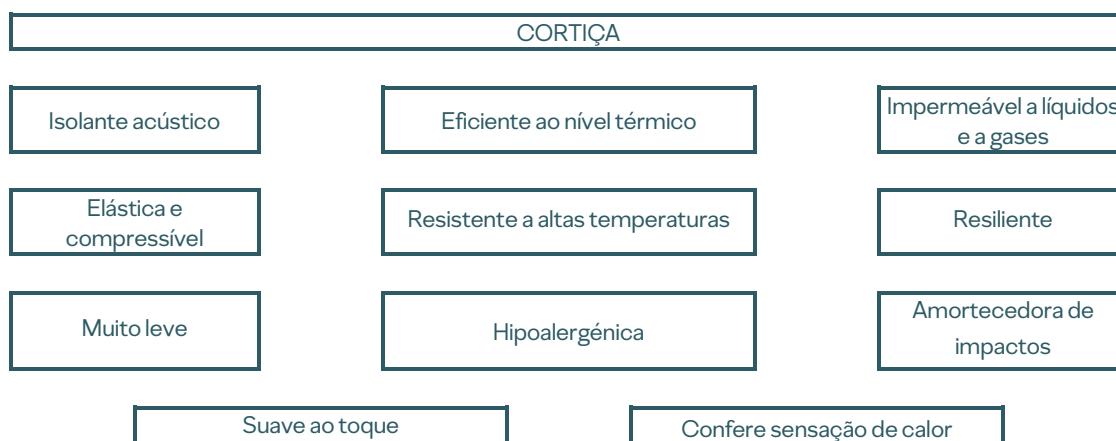 CORTIÇA
Isolante acústico
Eficiente ao nível térmico
Impermeável a líquidos
e a gases
Elástica e
compressível
Resistente a altas temperaturas
Resiliente
Muito leve
Hipoalergénica
Amortecedora de
impactos
Suave ao toque
Confere sensação de calor